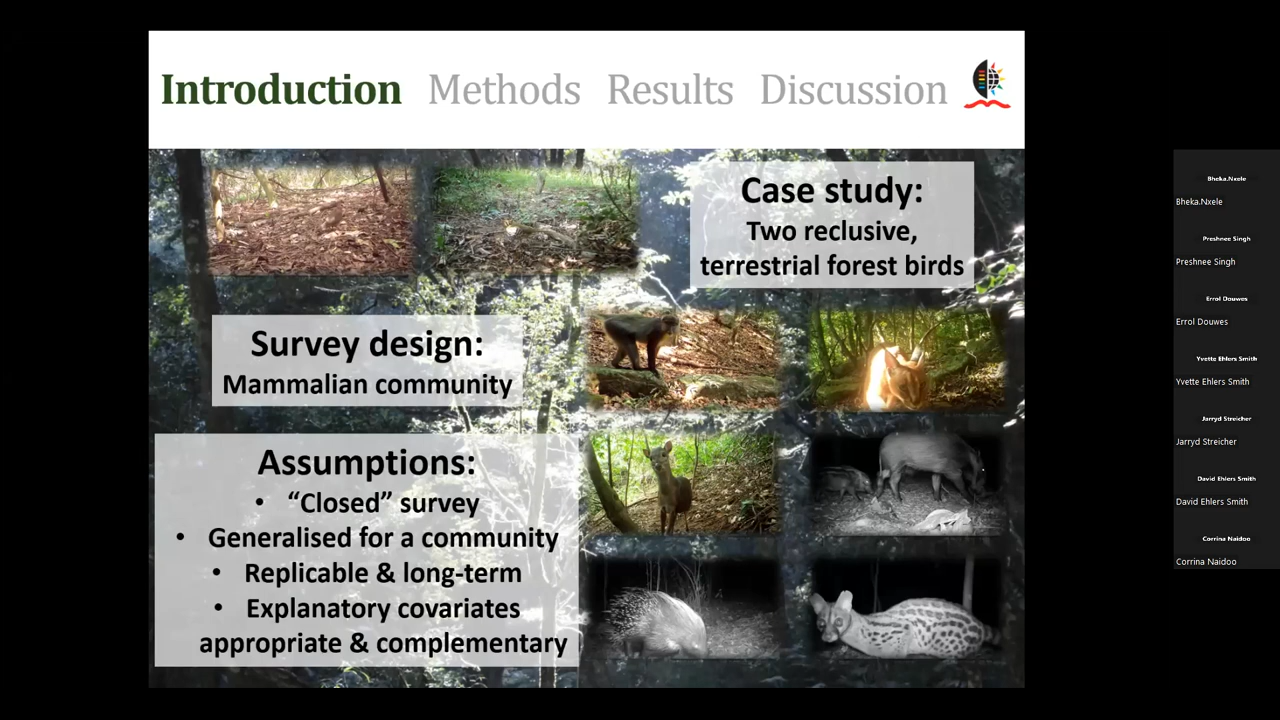 Introduction Methods Results Discussion
Case study:
Two reclusive,
terrestrial forest birds
Survey design:
Mammalian community
Assumptions:
• “Closed” survey
• Generalised for a community
• Replicable & long-term
• Explanatory covariates
appropriate & complementary
Bheka.Nxele
Bheka.Nxele
Preshnee Singh
Preshnee Singh
Errol Douwes
Errol Douwes
Yvette Ehlers Smith
Yvette Ehlers Smith
Jarryd Streicher
Jarryd Streicher
David Ehlers Smith
David Ehlers Smith
Corrina Naidoo
Corrina Naidoo